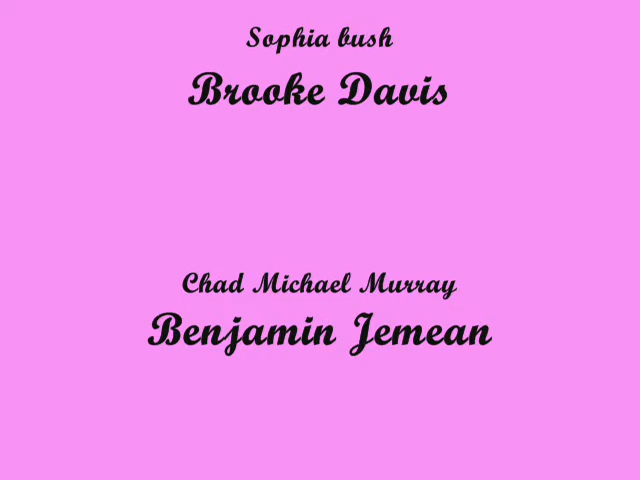 Sophia bush
Brooke Davis
Chad Michael Murray
Benjamin Jemean